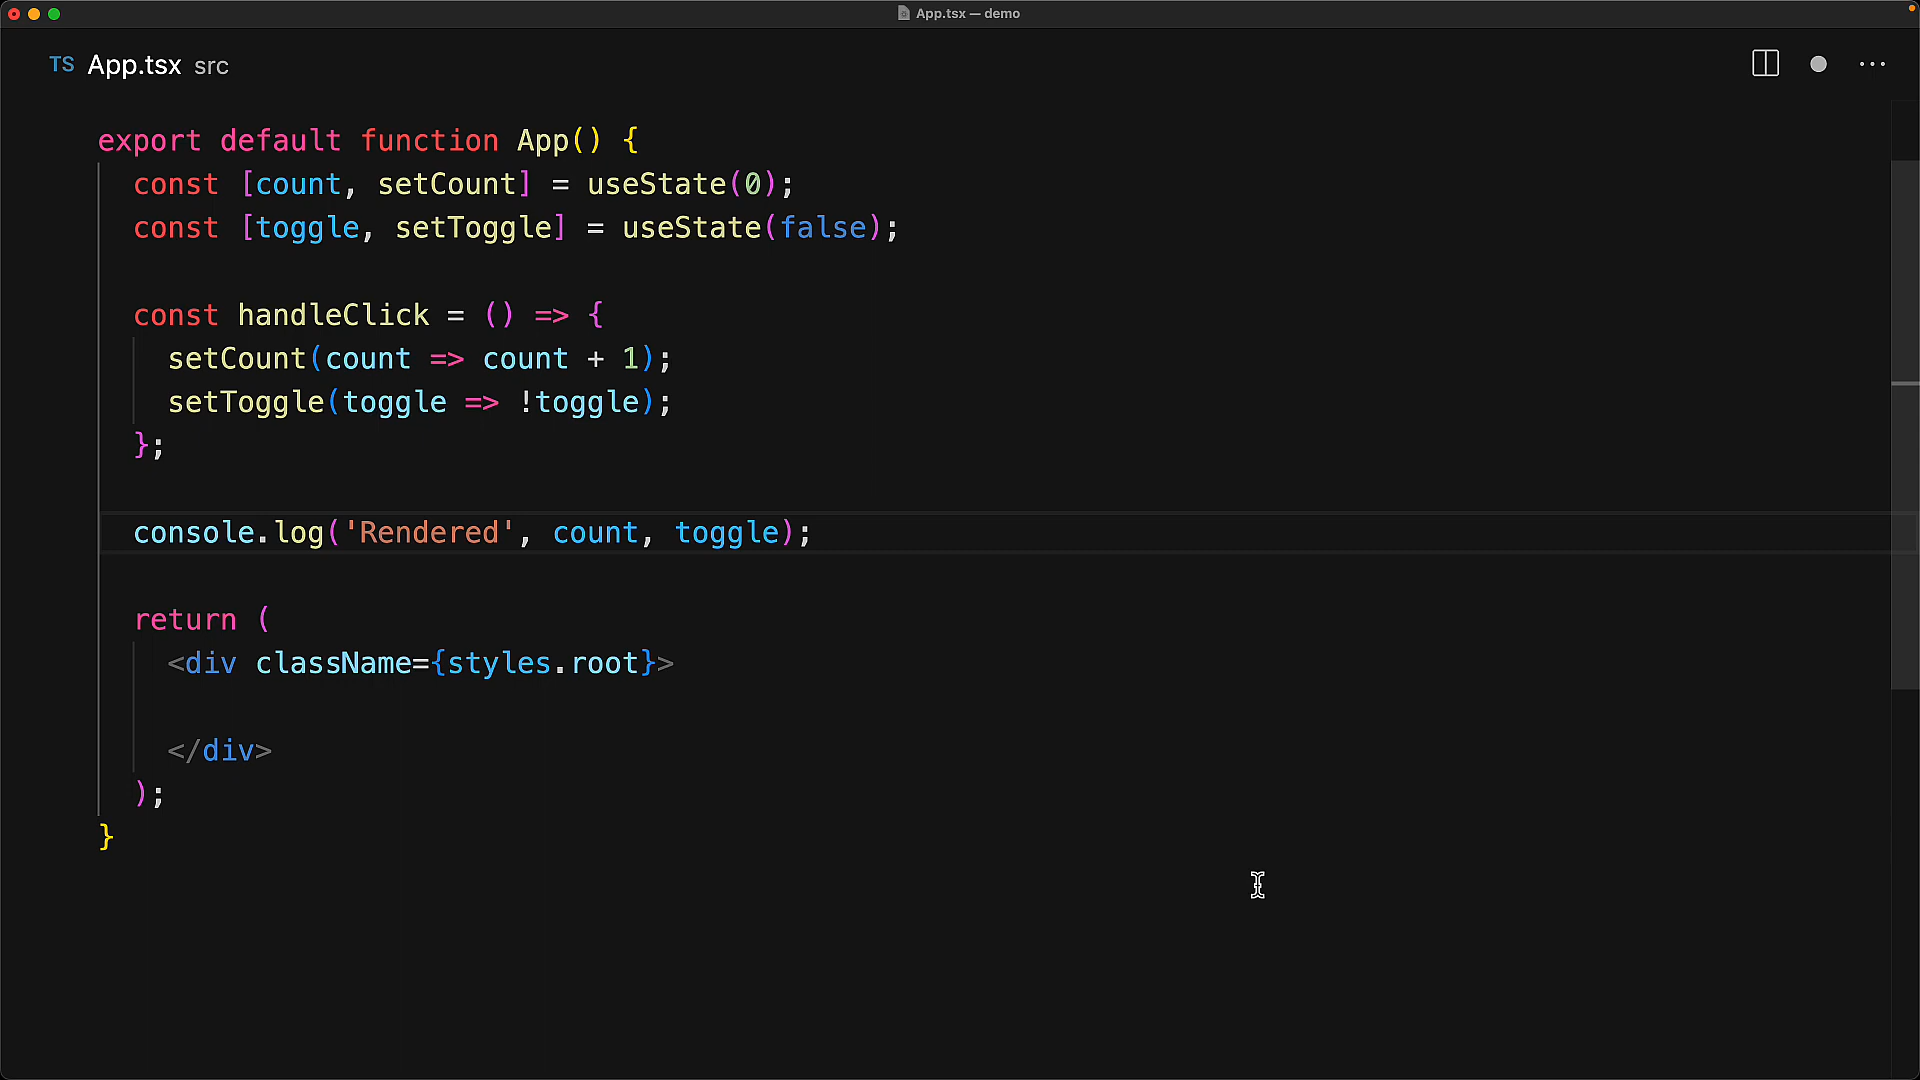 App.tsx — demo
TS App.tsx src
export default function App() {
  const [count, setCount] = useState(0);
  const [toggle, setToggle] = useState(false);

  const handleClick = () => {
    setCount(count => count + 1);
    setToggle(toggle => !toggle);
  };

  console.log('Rendered', count, toggle);

  return (
    <div className={styles.root}>

    </div>
  );
}